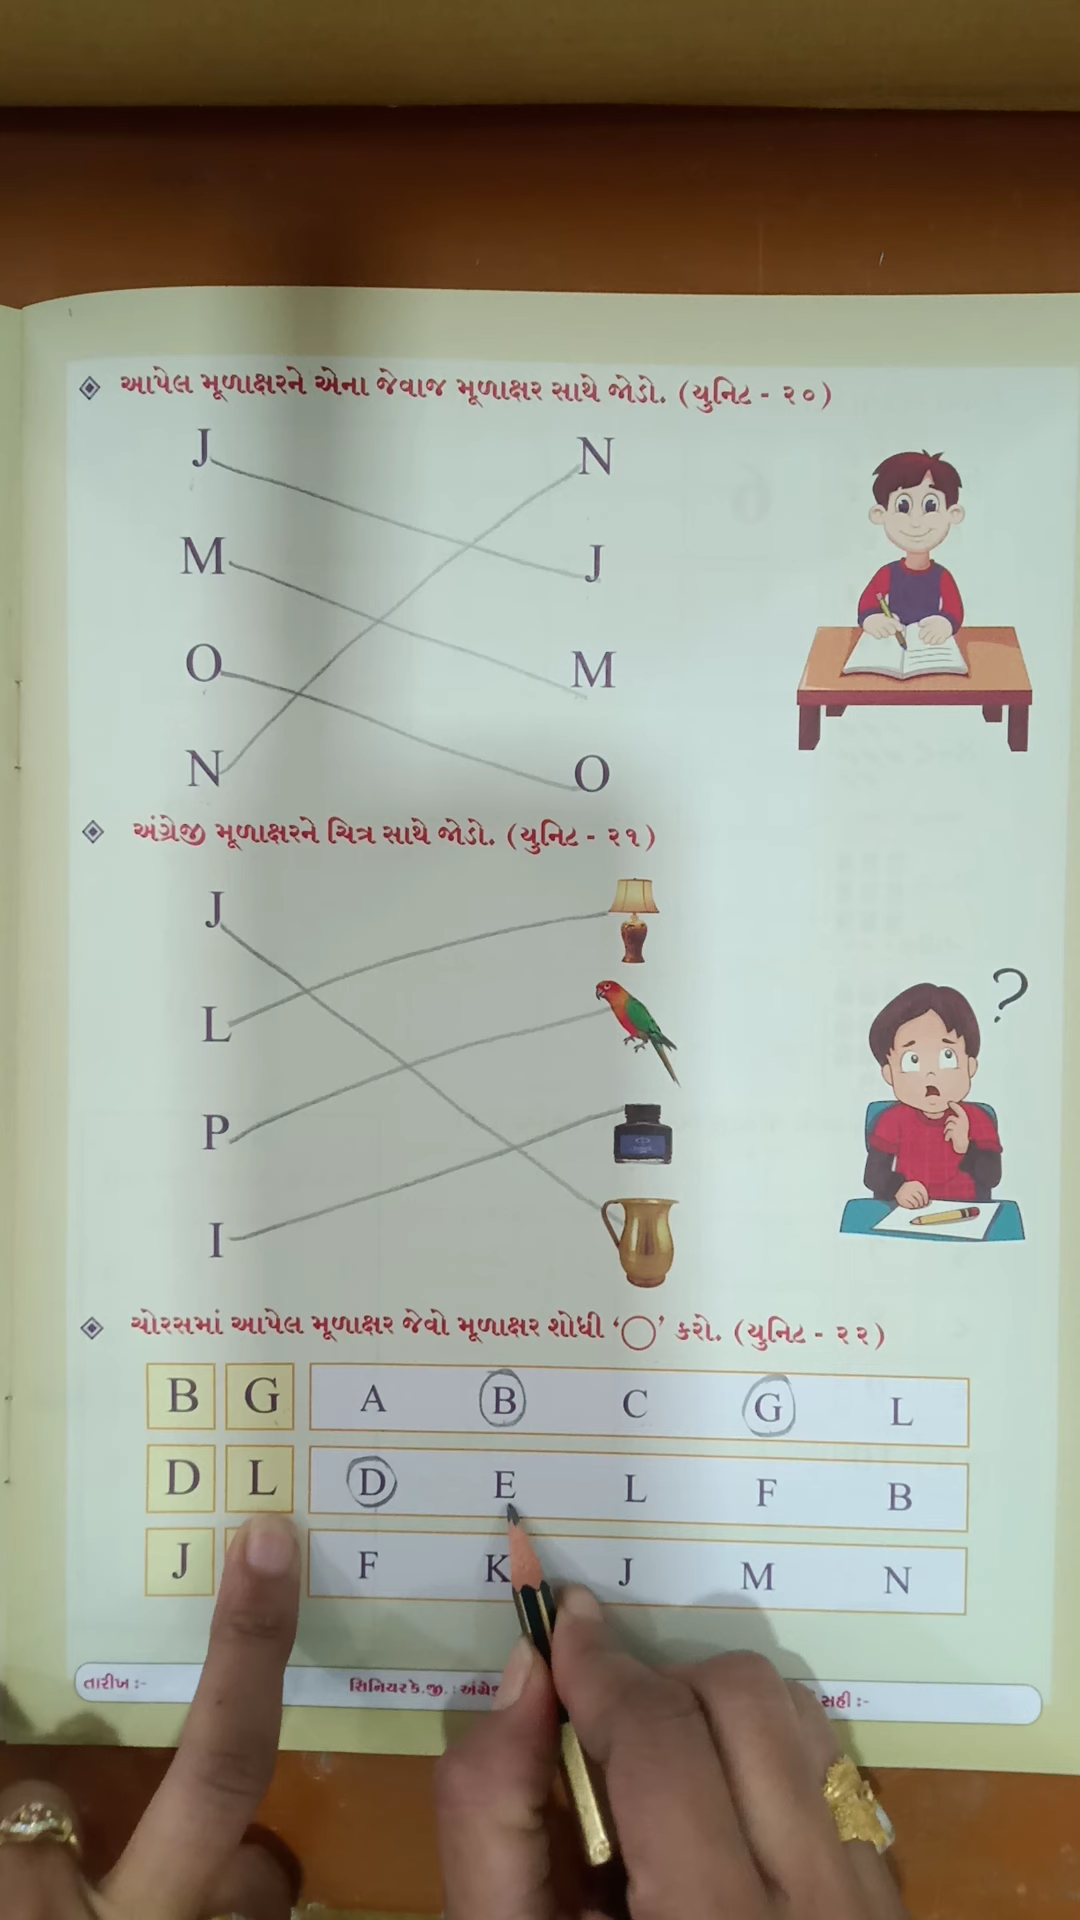 આપેલ મૂળાક્ષરને એના જેવાજ મૂળાક્ષર સાથે જોડો. (યુનિટ - ૨૦)
J N
M J
O M
N O
અંગ્રેજી મૂળાક્ષરને ચિત્ર સાથે જોડો. (યુનિટ - ૨૧)
J
L
P
I
?
ચોરસમાં આપેલ મૂળાક્ષર જેવો મૂળાક્ષર શોધી ‘○’ કરો. (યુનિટ - ૨૨)
B G A B C G L
D L D E L F B
J F K J M N
તારીખ :- સિનિયર કે.જી. : સહી :-